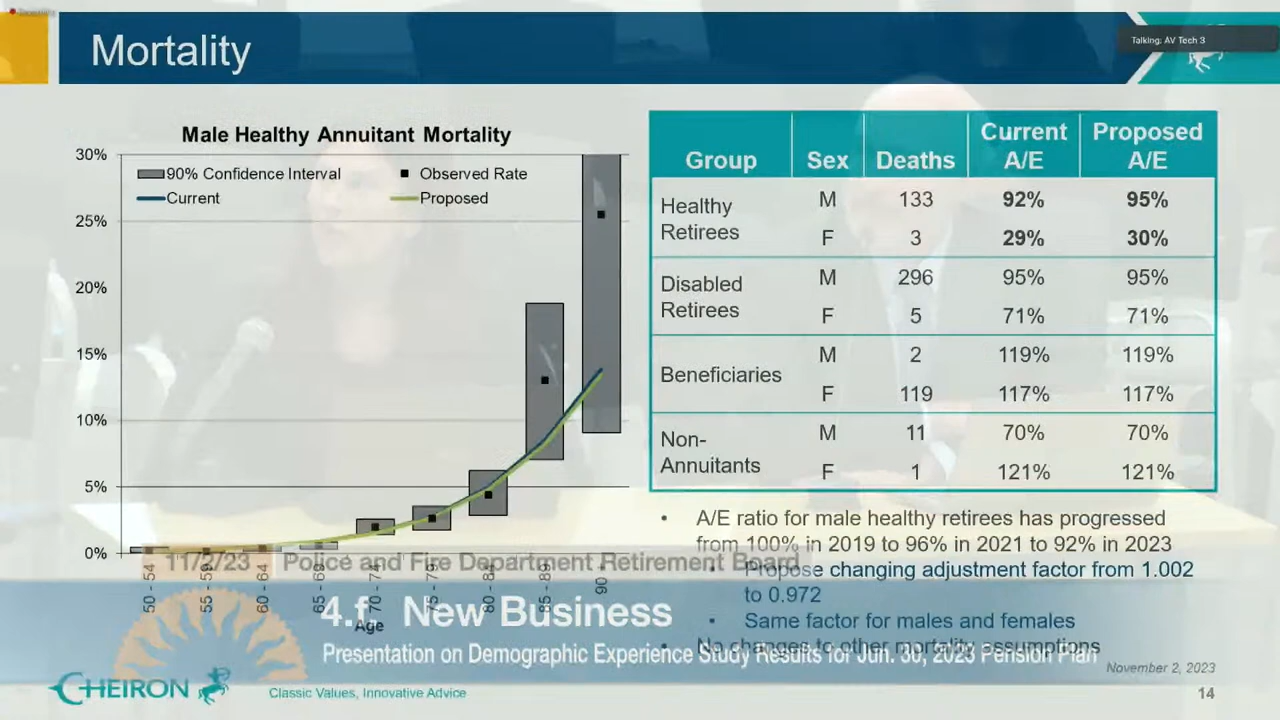 Mortality
Talking: AV Tech 3
Male Healthy Annuitant Mortality
30%
25%
20%
15%
10%
5%
0%
90% Confidence Interval
Observed Rate
Current
Proposed
50 - 54
60 - 64
90 +
Age
Group Sex Deaths Current A/E Proposed A/E
Healthy Retirees M 133 92% 95%
F 3 29% 30%
Disabled Retirees M 296 95% 95%
F 5 71% 71%
Beneficiaries M 2 119% 119%
F 119 117% 117%
Non-Annuitants M 11 70% 70%
F 1 121% 121%
• A/E ratio for male healthy retirees has progressed
from 100% in 2019 to 96% in 2021 to 92% in 2023
• Propose changing adjustment factor from 1.002
to 0.972
• Same factor for males and females
• No changes to other mortality assumptions
11/2/23 Police and Fire Department Retirement Board
4.f. New Business
Presentation on Demographic Experience Study Results for Jun. 30, 2023 Pension Plan
November 2, 2023
CHEIRON
Classic Values, Innovative Advice
14